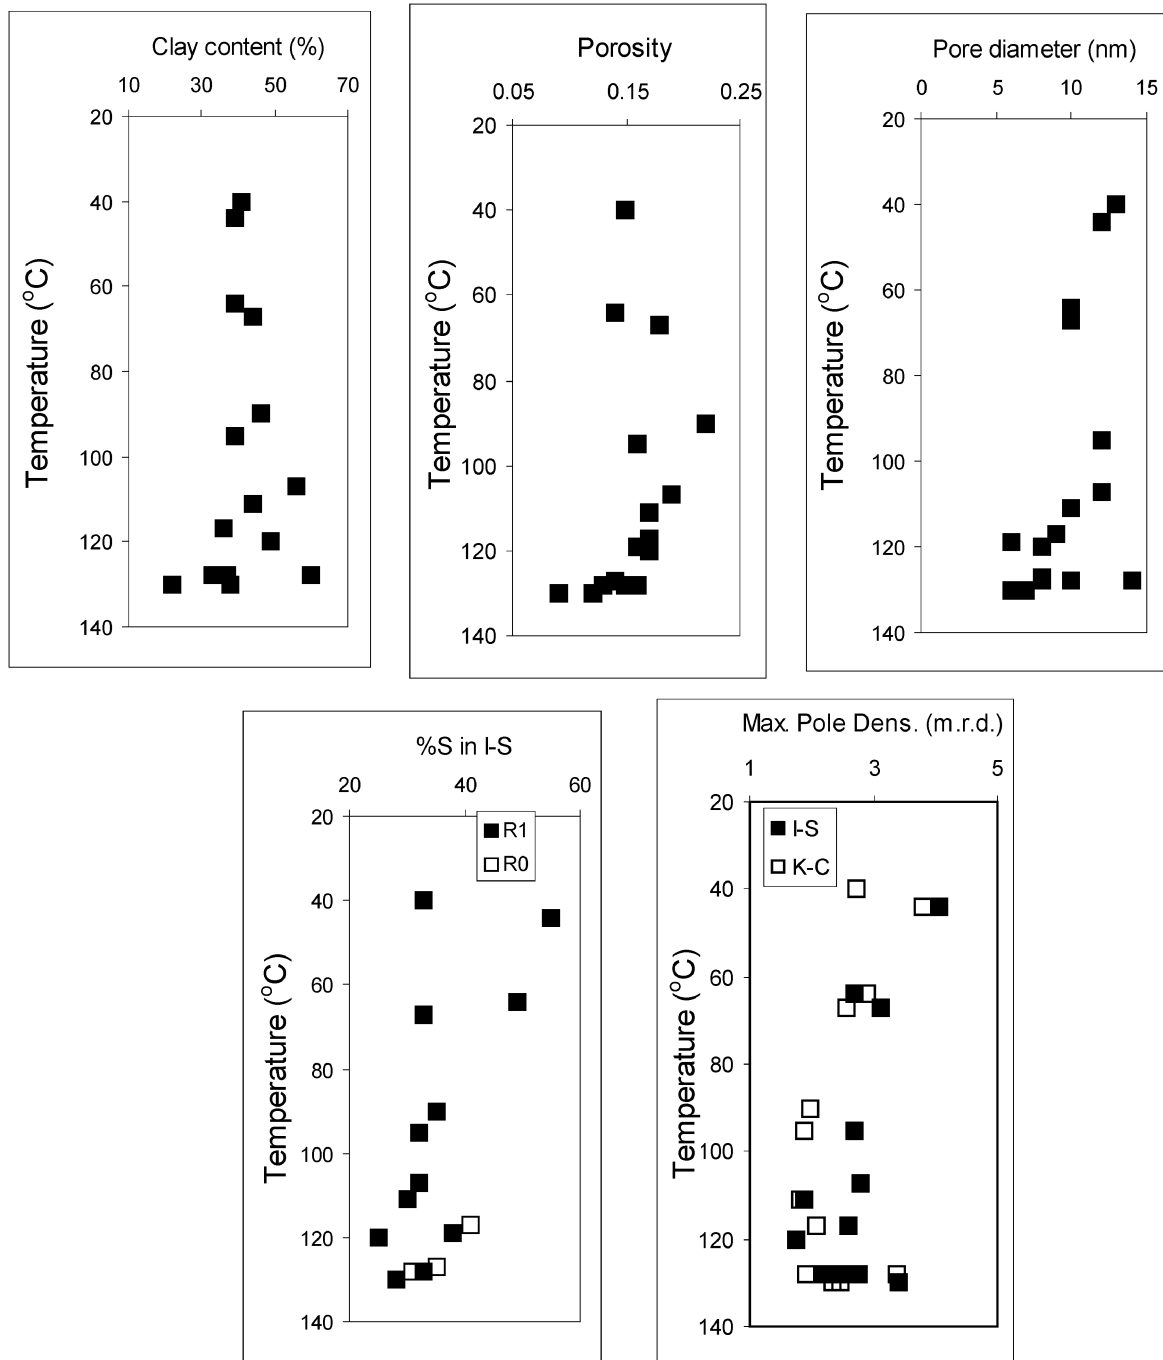 Clay content (%)
10 30 50 70
20
40
60
80
100
120
140
Temperature (°C)
Porosity
0.05 0.15 0.25
20
40
60
80
100
120
140
Temperature (°C)
Pore diameter (nm)
0 5 10 15
20
40
60
80
100
120
140
Temperature (°C)
%S in I-S
20 40 60
20
40
60
80
100
120
140
Temperature (°C)
R1
R0
Max. Pole Dens. (m.r.d.)
1 3 5
20
40
60
80
100
120
140
Temperature (°C)
I-S
K-C